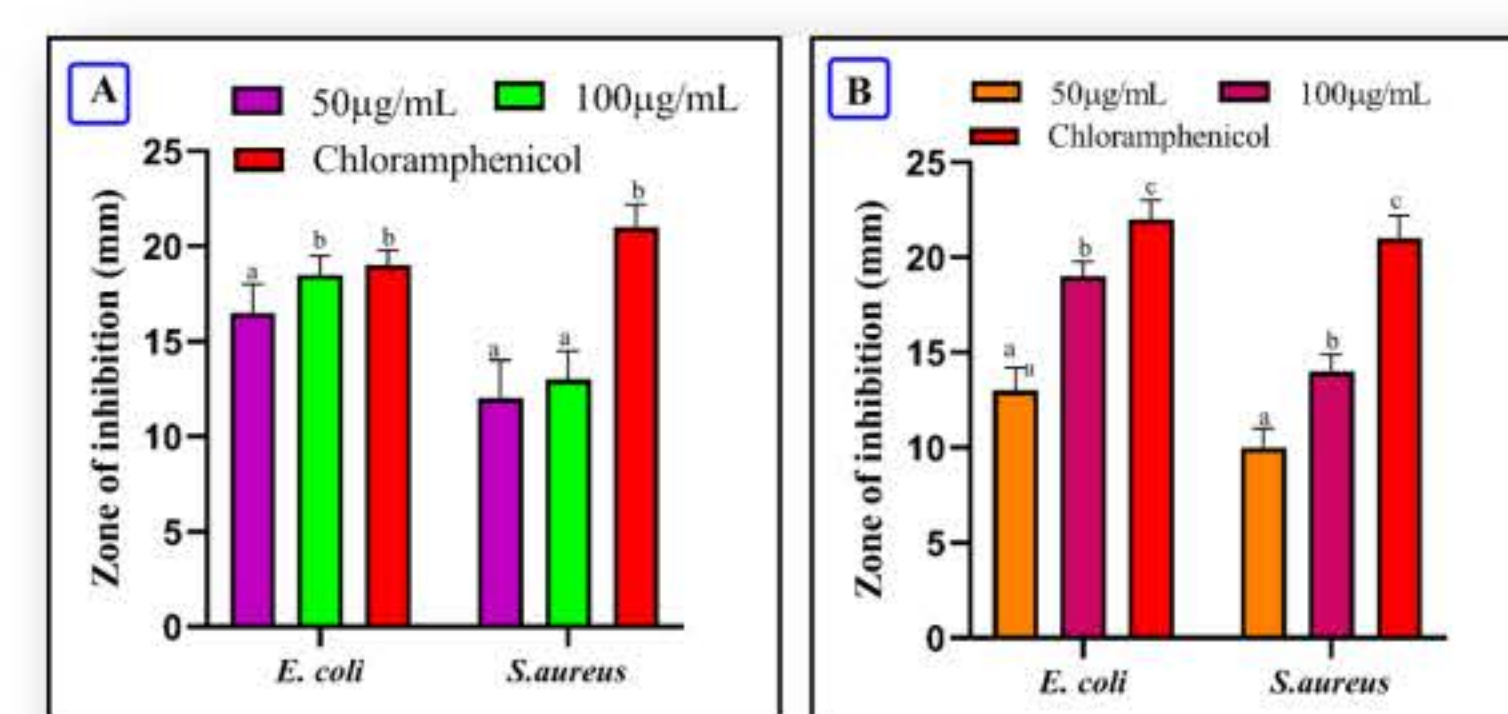 A
50µg/mL 100µg/mL
Chloramphenicol
Zone of inhibition (mm)
25
20
15
10
5
0
a b b
a a b
E. coli S.aureus
B
50µg/mL 100µg/mL
Chloramphenicol
Zone of inhibition (mm)
25
20
15
10
5
0
a a b c
a b c
E. coli S.aureus